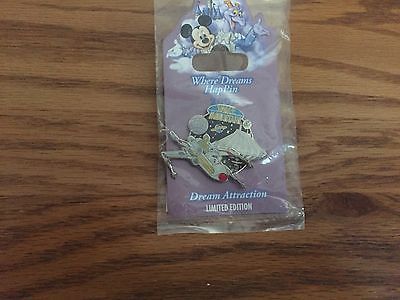 Where Dreams
HapPin
Dream Attraction
LIMITED EDITION